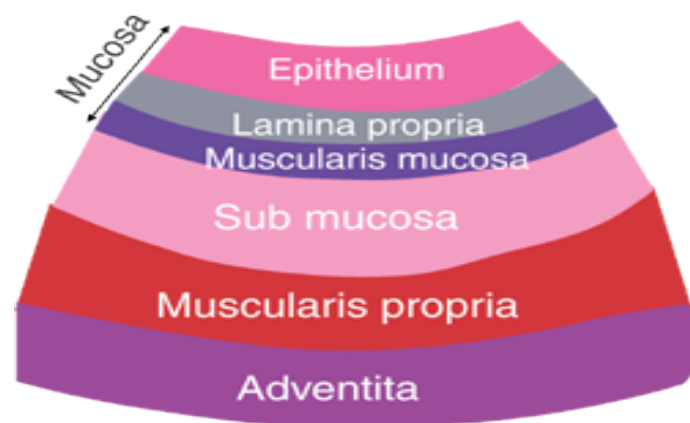 Mucosa
Epithelium
Lamina propria
Muscularis mucosa
Sub mucosa
Muscularis propria
Adventita